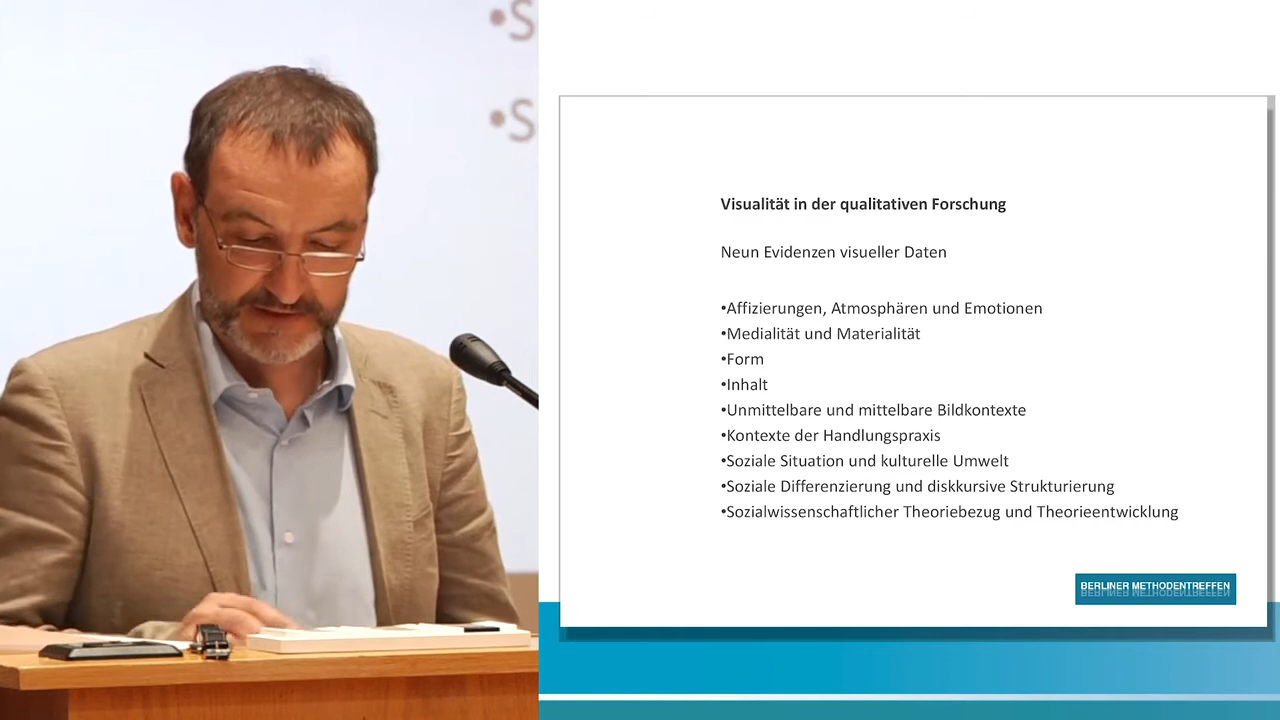 •S
•S
Visualität in der qualitativen Forschung
Neun Evidenzen visueller Daten
•Affizierungen, Atmosphären und Emotionen
•Medialität und Materialität
•Form
•Inhalt
•Unmittelbare und mittelbare Bildkontexte
•Kontexte der Handlungspraxis
•Soziale Situation und kulturelle Umwelt
•Soziale Differenzierung und diskkursive Strukturierung
•Sozialwissenschaftlicher Theoriebezug und Theorieentwicklung
BERLINER METHODENTREFFEN